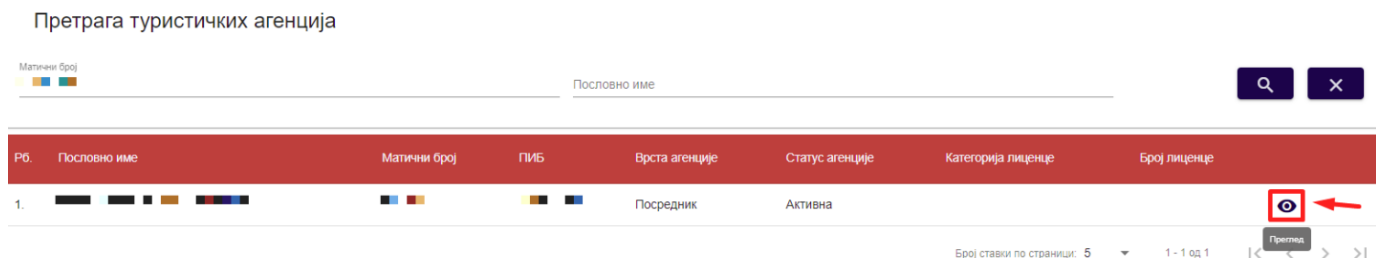 Претрага туристичких агенција
Матични број
Пословно име
Рб. Пословно име Матични број ПИБ Врста агенције Статус агенције Категорија лиценце Број лиценце
1. Посредник Активна
Преглед
Број ставки по страници: 5 1 - 1 од 1